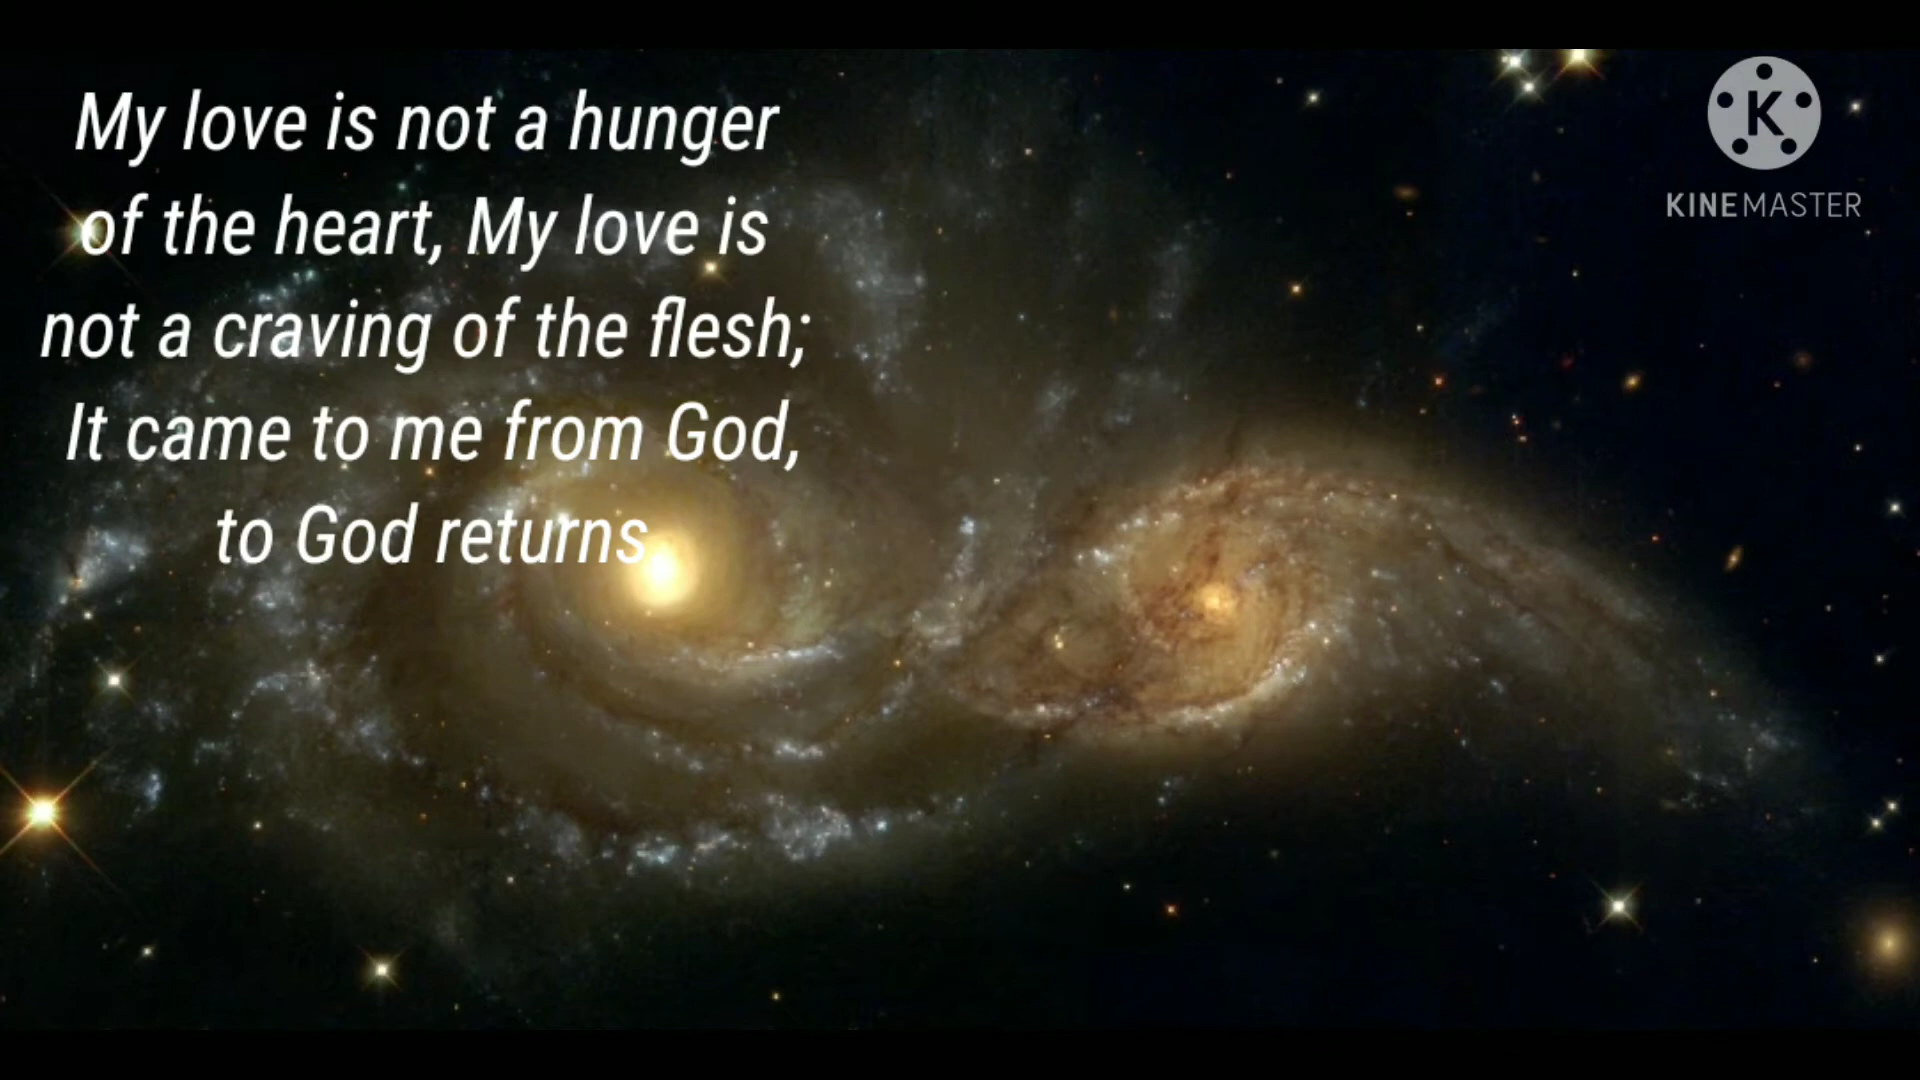 My love is not a hunger
of the heart, My love is
not a craving of the flesh;
It came to me from God,
to God returns
K
KINEMASTER